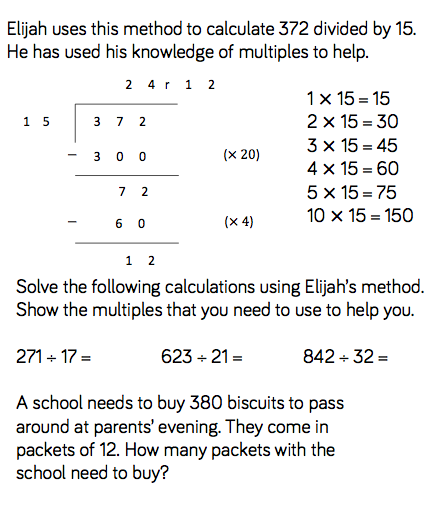 Elijah uses this method to calculate 372 divided by 15.
He has used his knowledge of multiples to help.
2 4 r 1 2
1 5 3 7 2
- 3 0 0 (× 20)
7 2
- 6 0 (× 4)
1 2
1 × 15 = 15
2 × 15 = 30
3 × 15 = 45
4 × 15 = 60
5 × 15 = 75
10 × 15 = 150
Solve the following calculations using Elijah's method.
Show the multiples that you need to use to help you.
271 ÷ 17 = 623 ÷ 21 = 842 ÷ 32 =
A school needs to buy 380 biscuits to pass
around at parents' evening. They come in
packets of 12. How many packets with the
school need to buy?